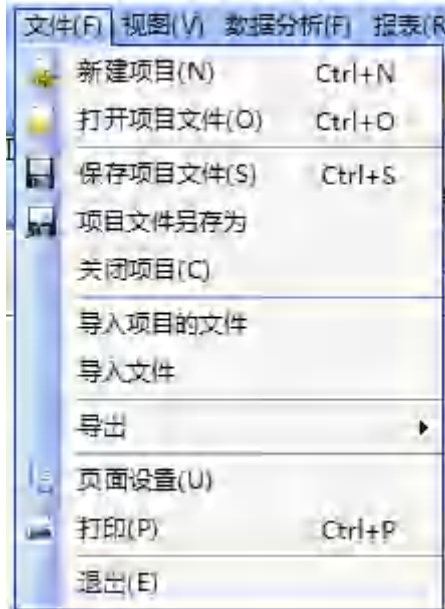 文件(F) 视图(V) 数据分析(F) 报表(R
新建项目(N) Ctrl+N
打开项目文件(O) Ctrl+O
保存项目文件(S) Ctrl+S
项目文件另存为
关闭项目(C)
导入项目的文件
导入文件
导出
页面设置(U)
打印(P) Ctrl+P
退出(E)